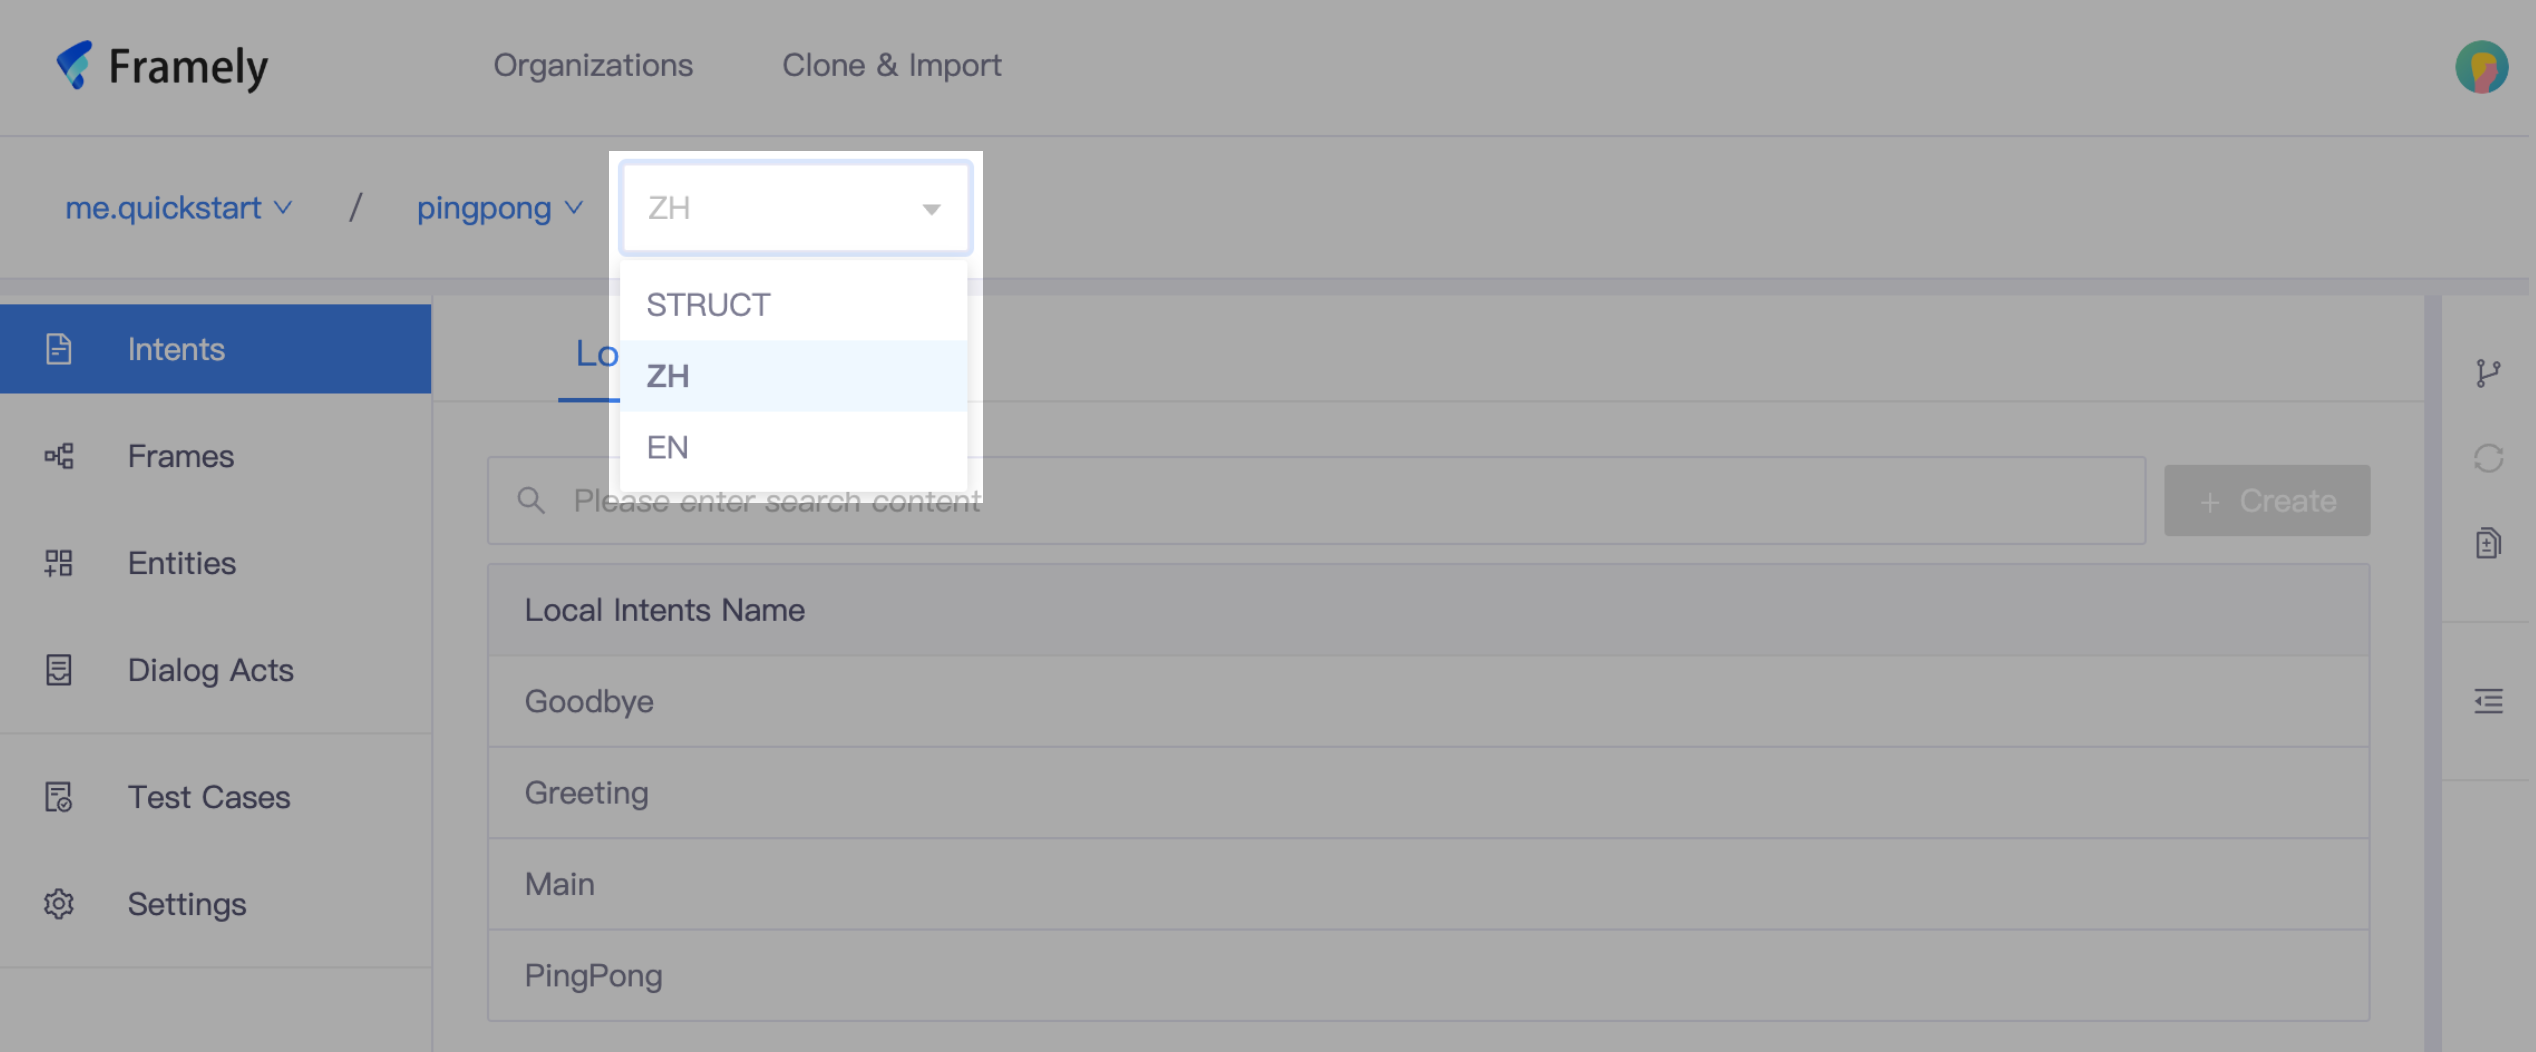 Framely
Organizations
Clone & Import
me.quickstart
/
pingpong
ZH
STRUCT
ZH
EN
Intents
Frames
Entities
Dialog Acts
Test Cases
Settings
Lo
Please enter search content
+ Create
Local Intents Name
Goodbye
Greeting
Main
PingPong